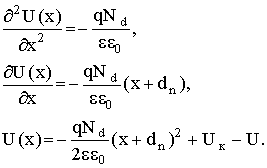 ∂²U(x)/∂x² = − qN_d/εε₀ ,
∂U(x)/∂x = − qN_d/εε₀ (x + d_n),
U(x) = − qN_d/2εε₀ (x + d_n)² + U_к − U.